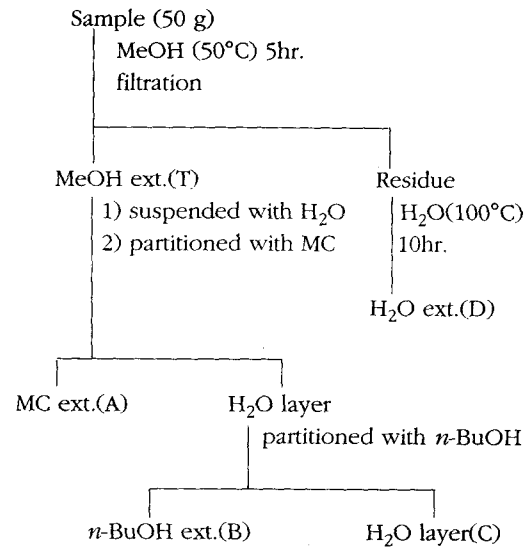 Sample (50 g)
MeOH (50°C) 5hr.
filtration
MeOH ext.(T)
1) suspended with H₂O
2) partitioned with MC
Residue
H₂O(100°C)
10hr.
H₂O ext.(D)
MC ext.(A)
H₂O layer
partitioned with n-BuOH
n-BuOH ext.(B)
H₂O layer(C)